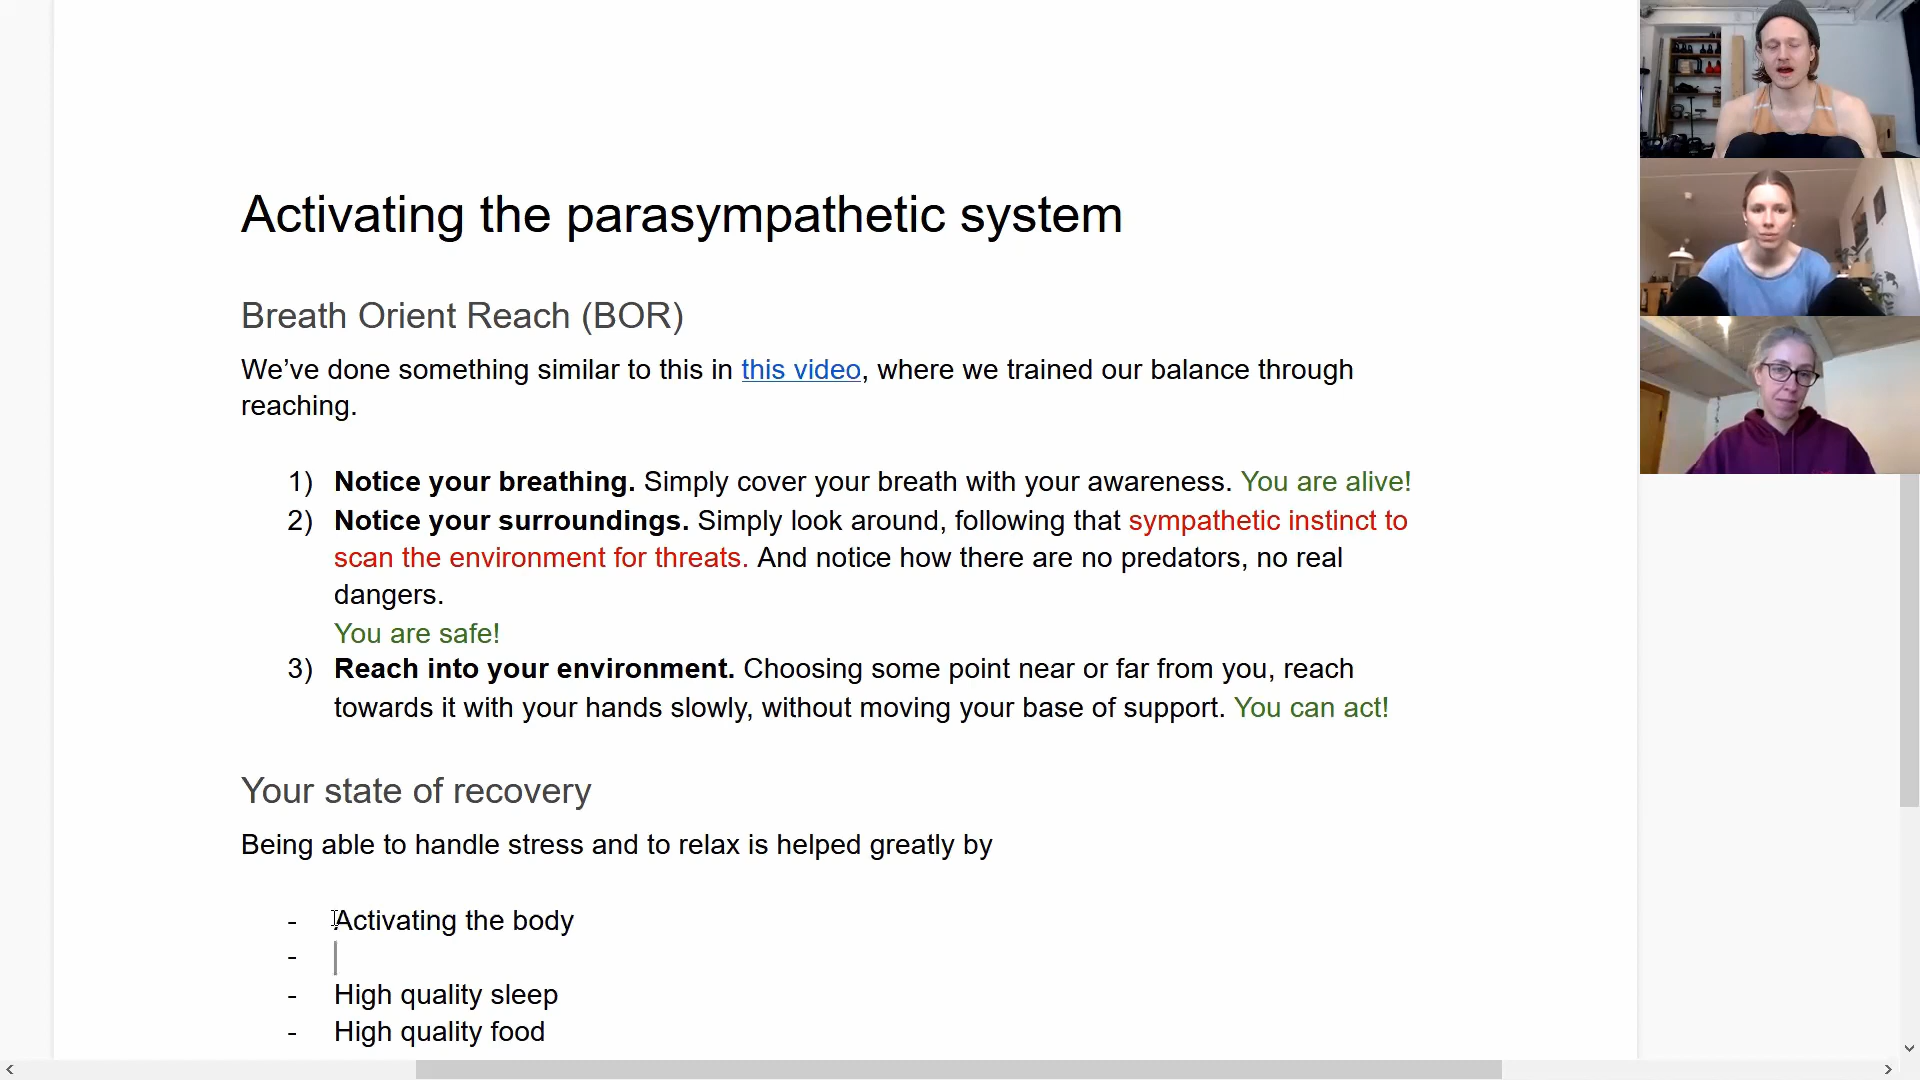 Activating the parasympathetic system
Breath Orient Reach (BOR)
We’ve done something similar to this in this video, where we trained our balance through
reaching.
1) Notice your breathing. Simply cover your breath with your awareness. You are alive!
2) Notice your surroundings. Simply look around, following that sympathetic instinct to
scan the environment for threats. And notice how there are no predators, no real
dangers.
You are safe!
3) Reach into your environment. Choosing some point near or far from you, reach
towards it with your hands slowly, without moving your base of support. You can act!
Your state of recovery
Being able to handle stress and to relax is helped greatly by
- Activating the body
-
- High quality sleep
- High quality food